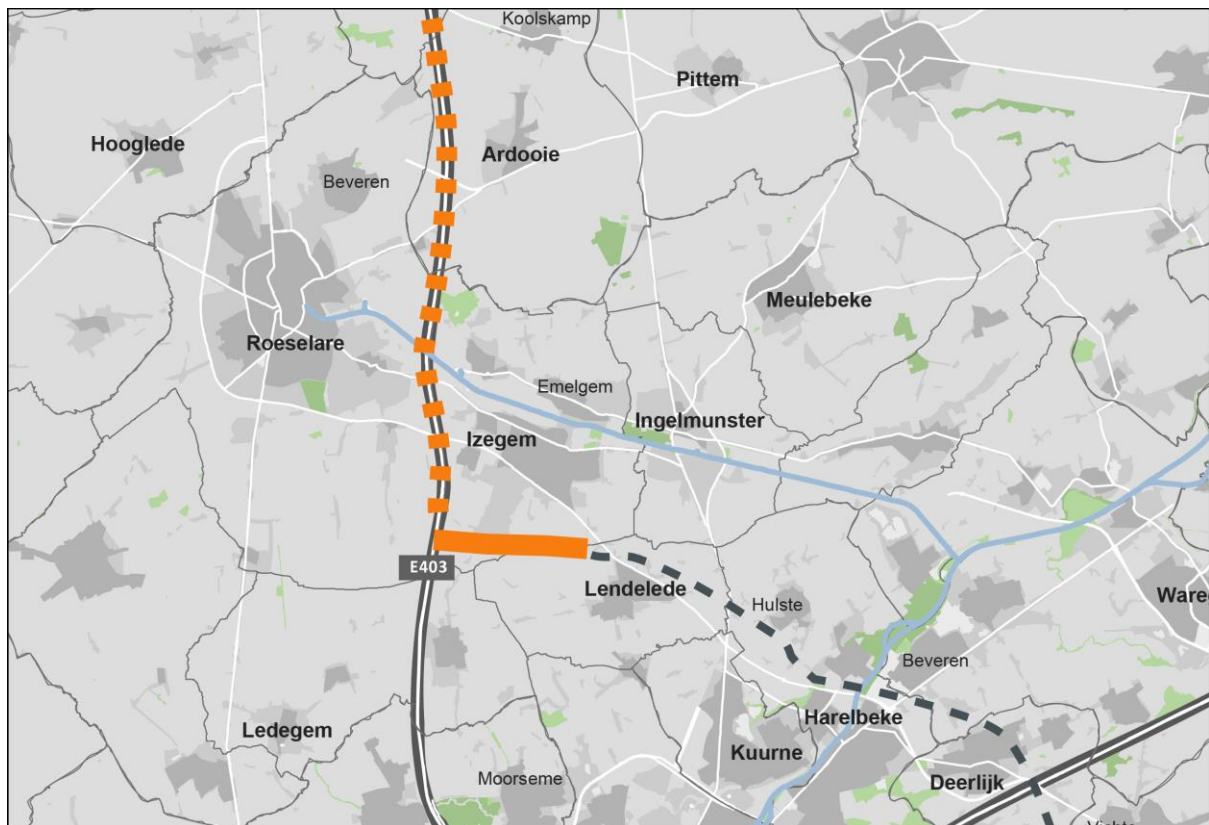 Koolskamp
Pittem
Hooglede
Ardooie
Beveren
Meulebeke
Roeselare
Emelgem
Ingelmunster
Izegem
E403
Lendelede
Hulste
Beveren
Harelbeke
Ledegem
Kuurne
Moorseme
Deerlijk